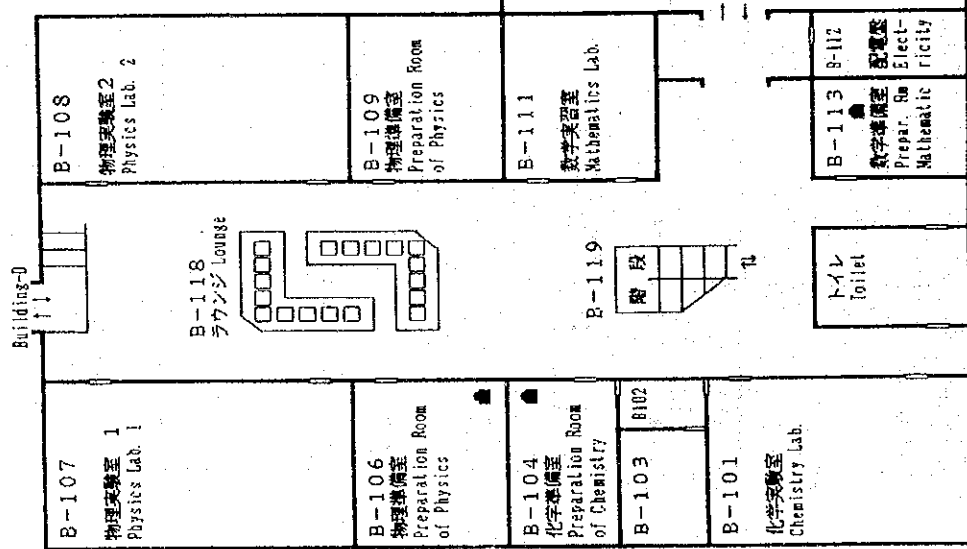 Building-D
↑↓
B-108
物理実験室2
Physics Lab. 2
B-109
物理準備室
Preparation Room
of Physics
B-111
数学実習室
Mathematics Lab.
B-112
配電盤
Elect-
ricity
B-113
数学準備室
Prepar. Rm
Mathematic
B-118
ラウンジ Lounge
B-119
階 段
トイレ
Toilet
B-107
物理実験室 1
Physics Lab. 1
B-106
物理準備室
Preparation Room
of Physics
B-104
化学準備室
Preparation Room
of Chemistry
B102
B-103
B-101
化学実験室
Chemistry Lab.